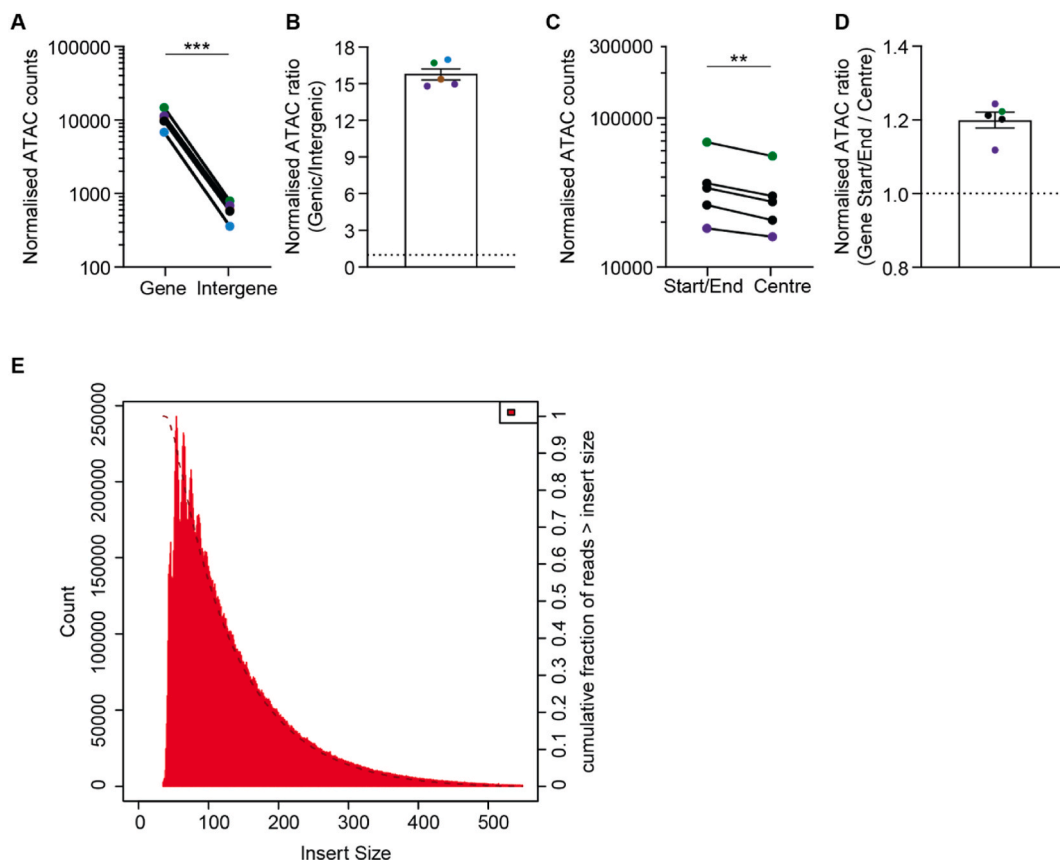 A
Normalised ATAC counts
100000
10000
1000
100
***
Gene
Intergene
B
Normalised ATAC ratio
(Genic/Intergenic)
18
15
12
9
6
3
0
C
Normalised ATAC counts
300000
100000
10000
**
Start/End
Centre
D
Normalised ATAC ratio
(Gene Start/End / Centre)
1.4
1.2
1.0
0.8
E
Count
250000
200000
150000
100000
50000
0
0
100
200
300
400
500
Insert Size
1
0.9
0.8
0.7
0.6
0.5
0.4
0.3
0.2
0.1
0
cumulative fraction of reads > insert size